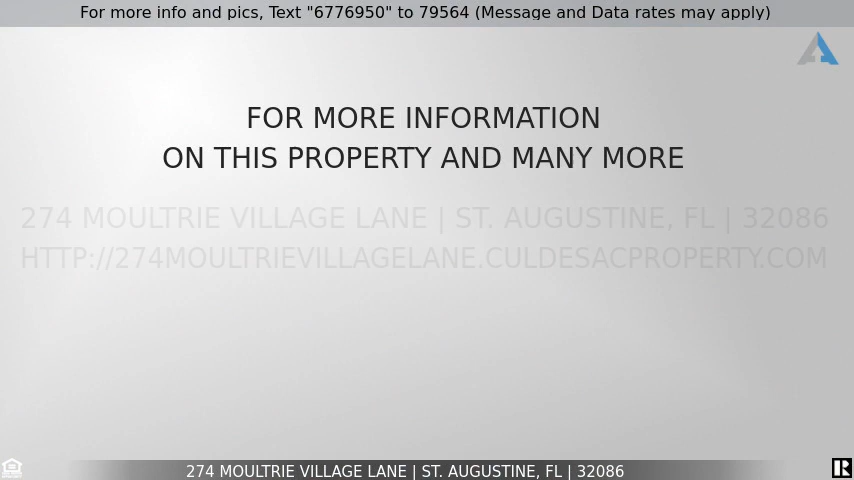 For more info and pics, Text "6776950" to 79564 (Message and Data rates may apply)
FOR MORE INFORMATION
ON THIS PROPERTY AND MANY MORE
274 MOULTRIE VILLAGE LANE | ST. AUGUSTINE, FL | 32086
HTTP://274MOULTRIEVILLAGELANE.CULDESACPROPERTY.COM
274 MOULTRIE VILLAGE LANE | ST. AUGUSTINE, FL | 32086